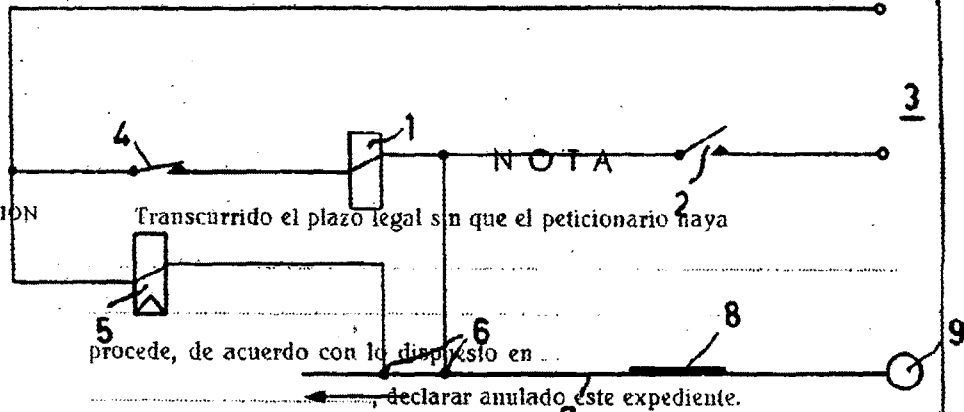 3
4
1
N O T A
2
IÓN
Transcurrido el plazo legal sin que el peticionario haya
5
6
8
9
procede, de acuerdo con lo dispuesto en
, declarar anulado este expediente.